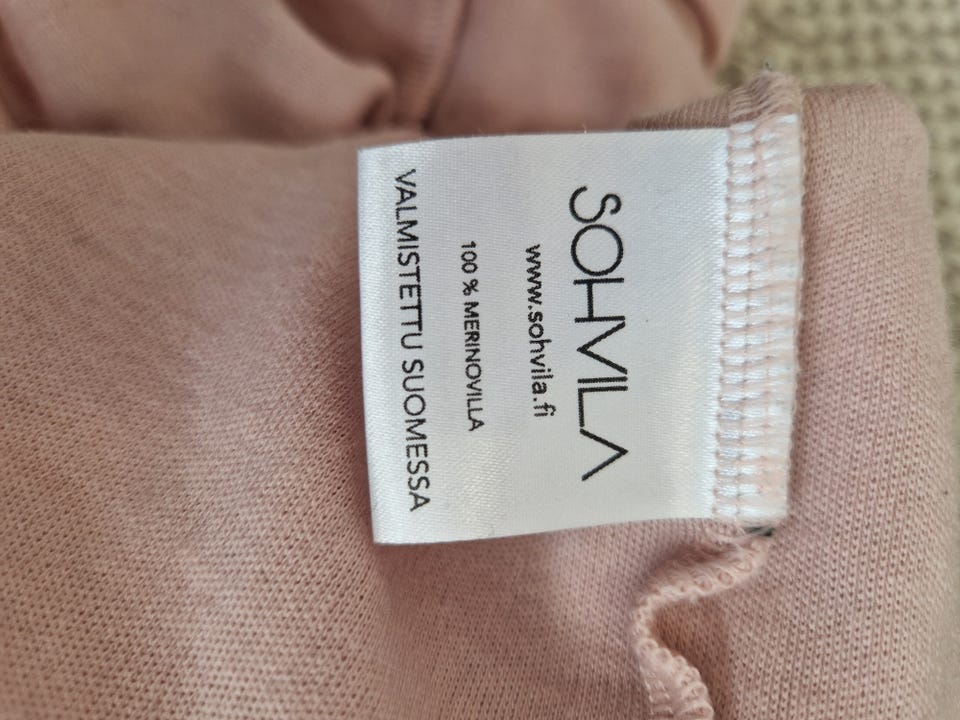 SOHVILA
www.sohvila.fi
100 % MERINOVILLA
VALMISTETTU SUOMESSA